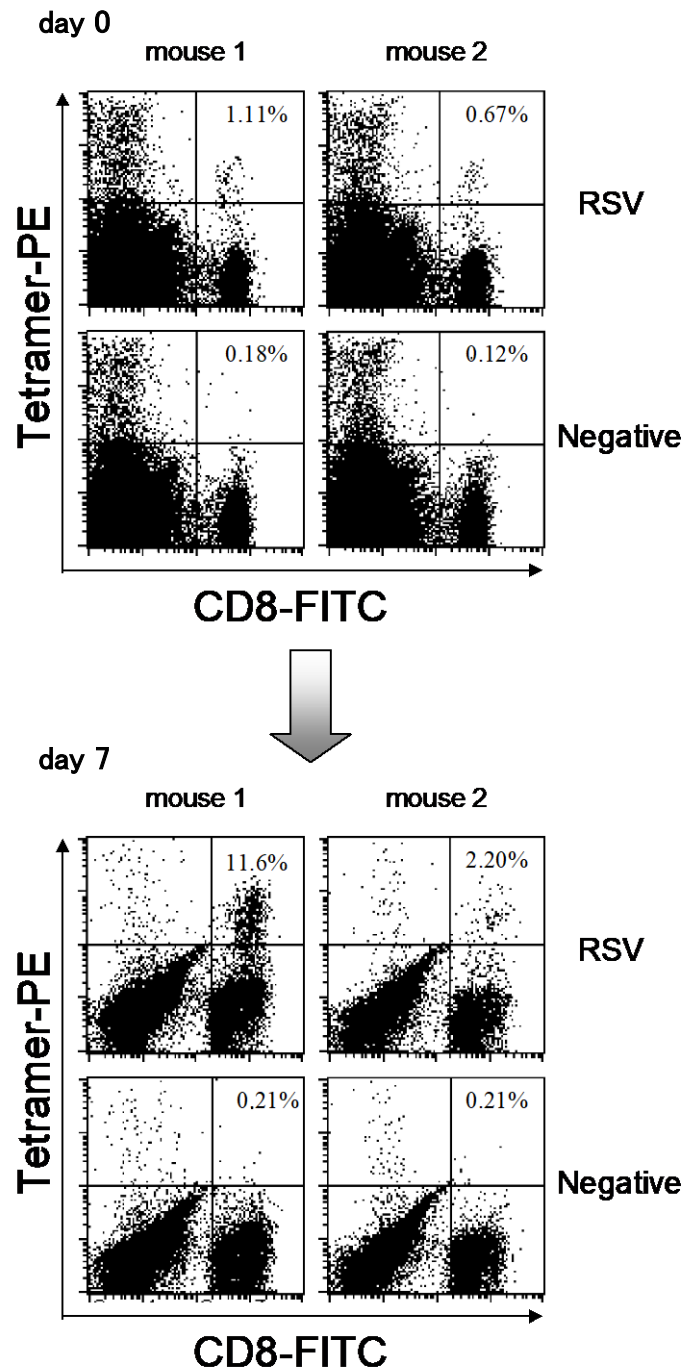 day 0
mouse 1 mouse 2
1.11% 0.67%
RSV
Tetramer-PE
0.18% 0.12%
Negative
CD8-FITC
day 7
mouse 1 mouse 2
11.6% 2.20%
RSV
Tetramer-PE
0.21% 0.21%
Negative
CD8-FITC